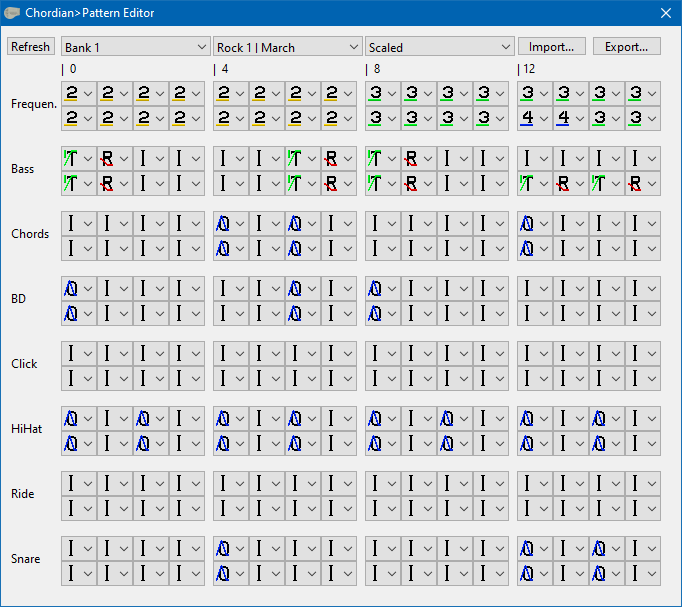 Chordian>Pattern Editor
Refresh Bank 1 Rock 1 | March Scaled Import... Export...
| 0 | 4 | 8 | 12
Frequen. 2 2 2 2 2 2 2 2 3 3 3 3 3 3 3 3
2 2 2 2 2 2 2 2 3 3 3 3 4 4 3 3
Bass T R I I I I T R T R I I I I I I
T R I I I I T R T R I I T R T R
Chords I I I I 0 I 0 I I I I I 0 I I I
I I I I 0 I 0 I I I I I 0 I I I
BD 0 I I I I I 0 I 0 I I I I I I I
0 I I I I I 0 I 0 I I I I I I I
Click I I I I I I I I I I I I I I I I
I I I I I I I I I I I I I I I I
HiHat 0 I 0 I 0 I 0 I 0 I 0 I 0 I 0 I
0 I 0 I 0 I 0 I 0 I 0 I 0 I 0 I
Ride I I I I I I I I I I I I I I I I
I I I I I I I I I I I I I I I I
Snare I I I I 0 I I I I I I I 0 I 0 I
I I I I 0 I I I I I I I 0 I 0 I